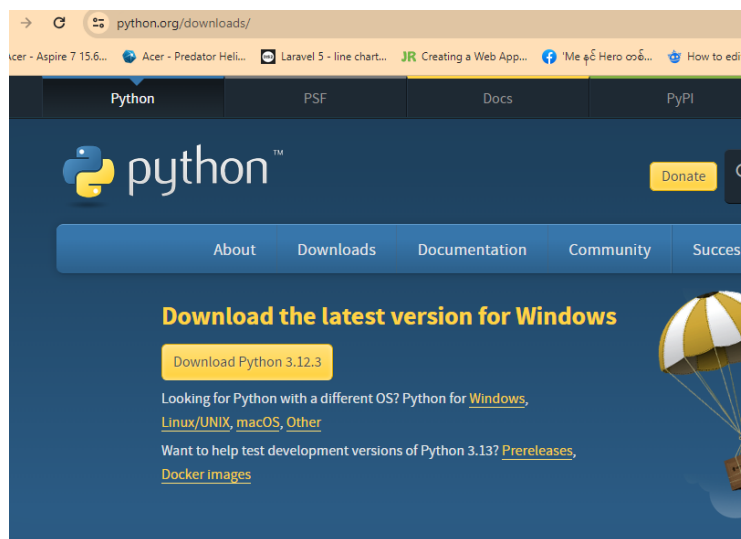 python.org/downloads/
Acer - Aspire 7 15.6... Acer - Predator Heli... Laravel 5 - line chart... JR Creating a Web App... 'Me နှင့် Hero တစ်... How to edi
Python PSF Docs PyPI
python™
Donate
About Downloads Documentation Community Succes
Download the latest version for Windows
Download Python 3.12.3
Looking for Python with a different OS? Python for Windows,
Linux/UNIX, macOS, Other
Want to help test development versions of Python 3.13? Prereleases,
Docker images